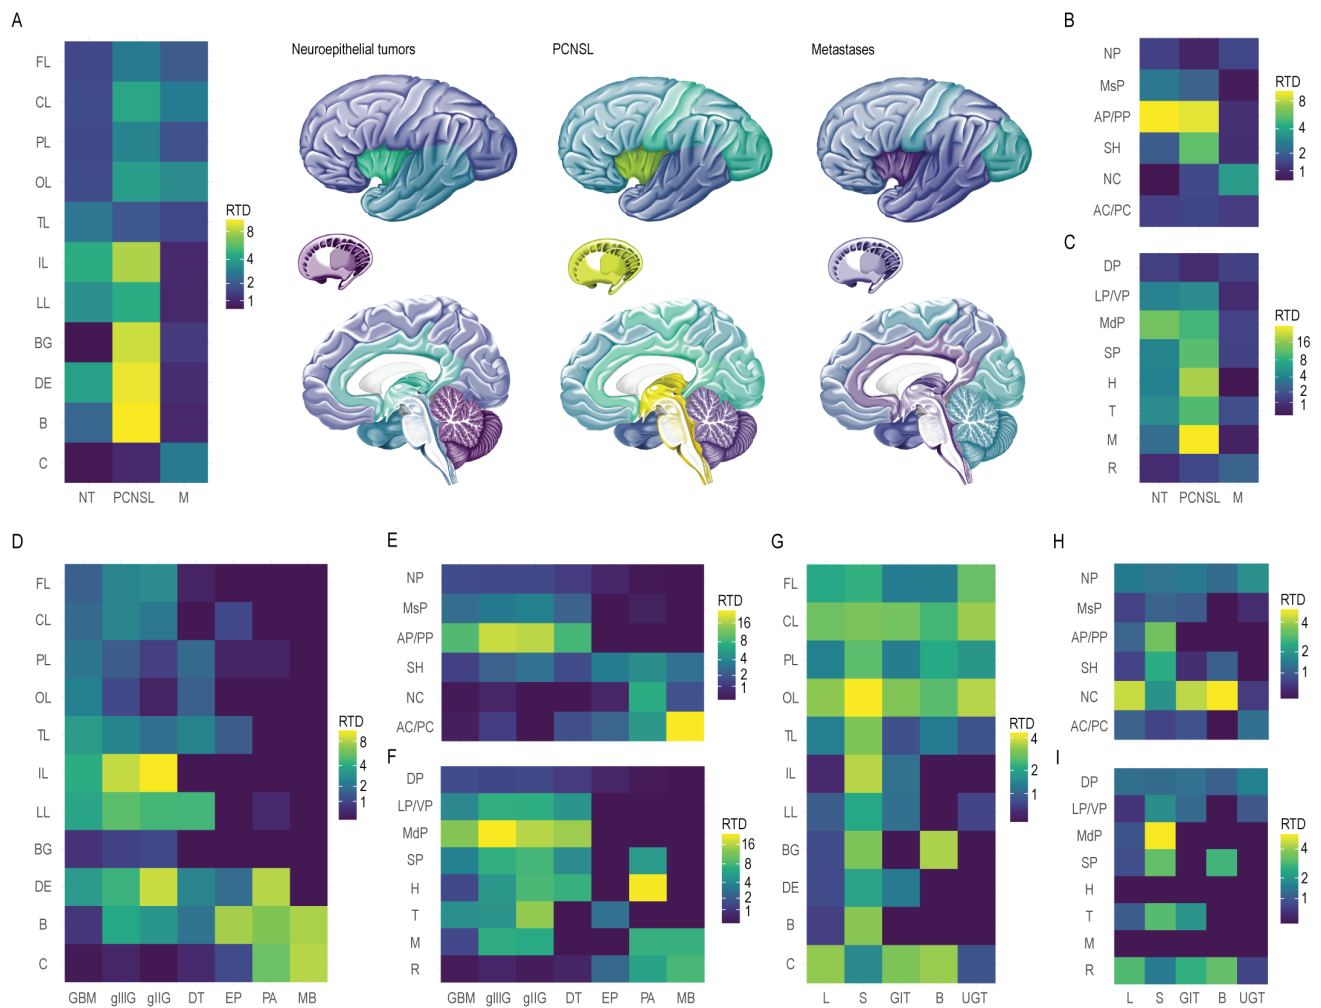 A
Neuroepithelial tumors
PCNSL
Metastases
FL
CL
PL
OL
TL
IL
LL
BG
DE
B
C
NT PCNSL M
RTD
8
4
2
1
B
NP
MsP
AP/PP
SH
NC
AC/PC
RTD
8
4
2
1
C
DP
LP/VP
MdP
SP
H
T
M
R
NT PCNSL M
RTD
16
8
4
2
1
D
FL
CL
PL
OL
TL
IL
LL
BG
DE
B
C
GBM gIIIG gIIG DT EP PA MB
RTD
8
4
2
1
E
NP
MsP
AP/PP
SH
NC
AC/PC
RTD
16
8
4
2
1
F
DP
LP/VP
MdP
SP
H
T
M
R
GBM gIIIG gIIG DT EP PA MB
RTD
16
8
4
2
1
G
FL
CL
PL
OL
TL
IL
LL
BG
DE
B
C
L S GIT B UGT
RTD
4
2
1
H
NP
MsP
AP/PP
SH
NC
AC/PC
RTD
4
2
1
I
DP
LP/VP
MdP
SP
H
T
M
R
L S GIT B UGT
RTD
4
2
1